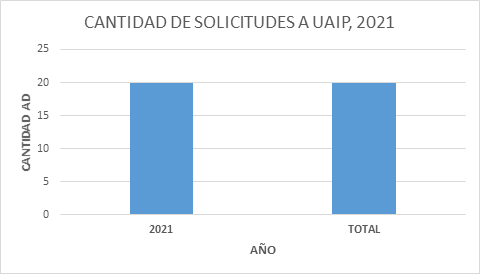 CANTIDAD DE SOLICITUDES A UAIP, 2021
25
20
15
10
5
0
CANTIDAD AD
2021 TOTAL
AÑO